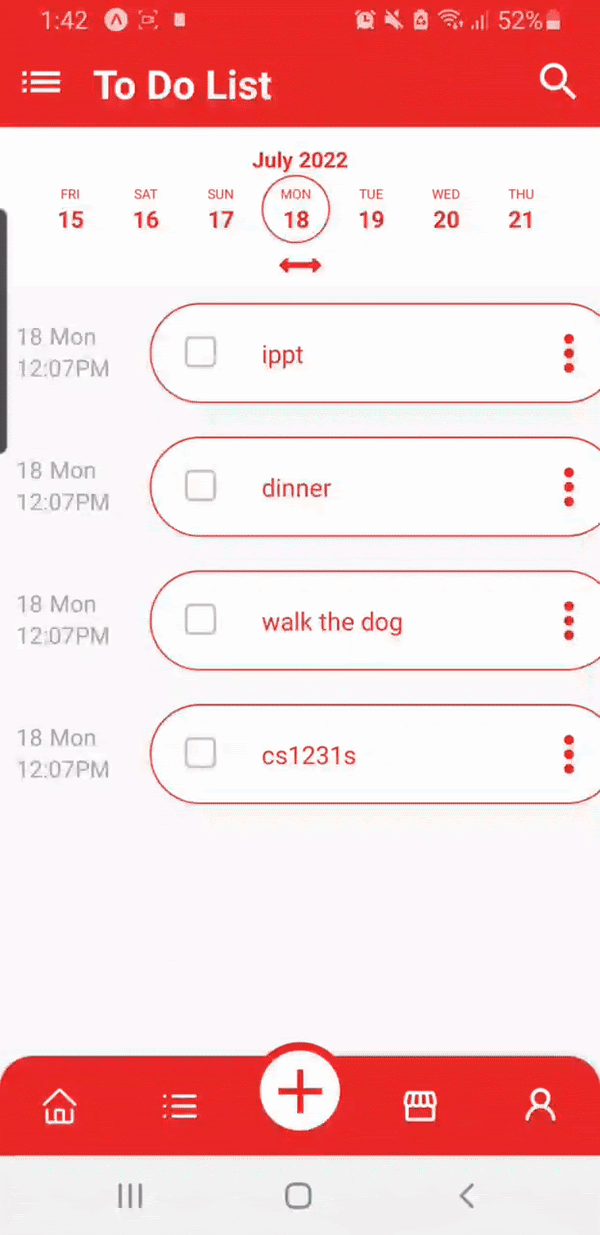 1:42 52%
To Do List
July 2022
FRI SAT SUN MON TUE WED THU
15 16 17 18 19 20 21
18 Mon
12:07PM
ippt
18 Mon
12:07PM
dinner
18 Mon
12:07PM
walk the dog
18 Mon
12:07PM
cs1231s